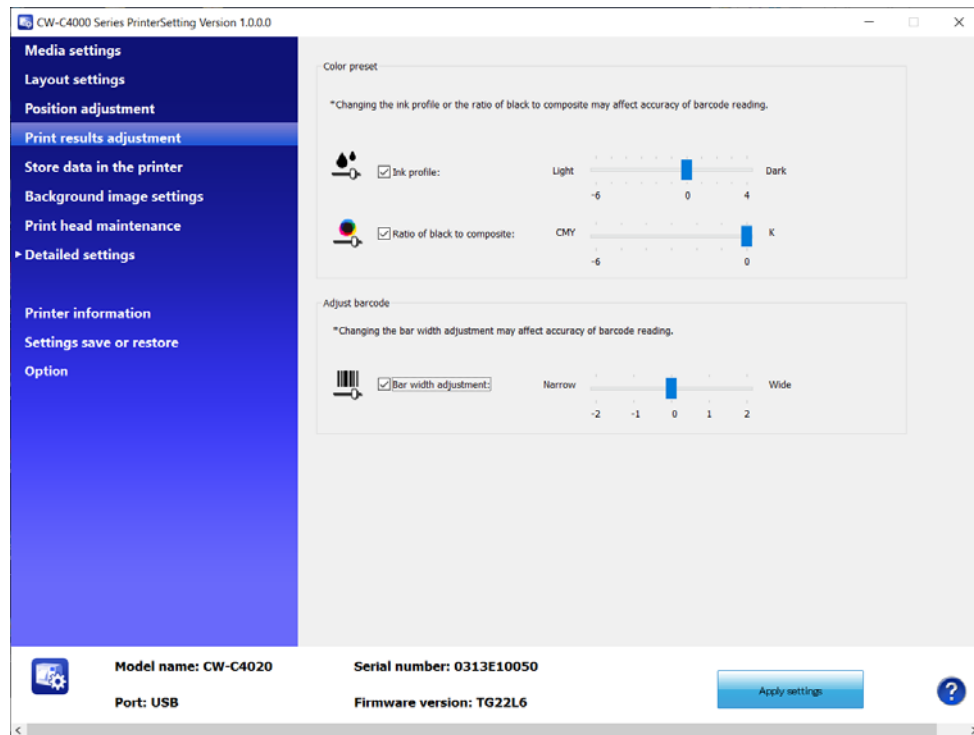 CW-C4000 Series PrinterSetting Version 1.0.0.0
Media settings
Layout settings
Position adjustment
Print results adjustment
Store data in the printer
Background image settings
Print head maintenance
Detailed settings
Printer information
Settings save or restore
Option
Color preset
*Changing the ink profile or the ratio of black to composite may affect accuracy of barcode reading.
Ink profile: Light Dark
-6 0 4
Ratio of black to composite: CMY K
-6 0
Adjust barcode
*Changing the bar width adjustment may affect accuracy of barcode reading.
Bar width adjustment: Narrow Wide
-2 -1 0 1 2
Model name: CW-C4020 Serial number: 0313E10050
Port: USB Firmware version: TG22L6
Apply settings
?